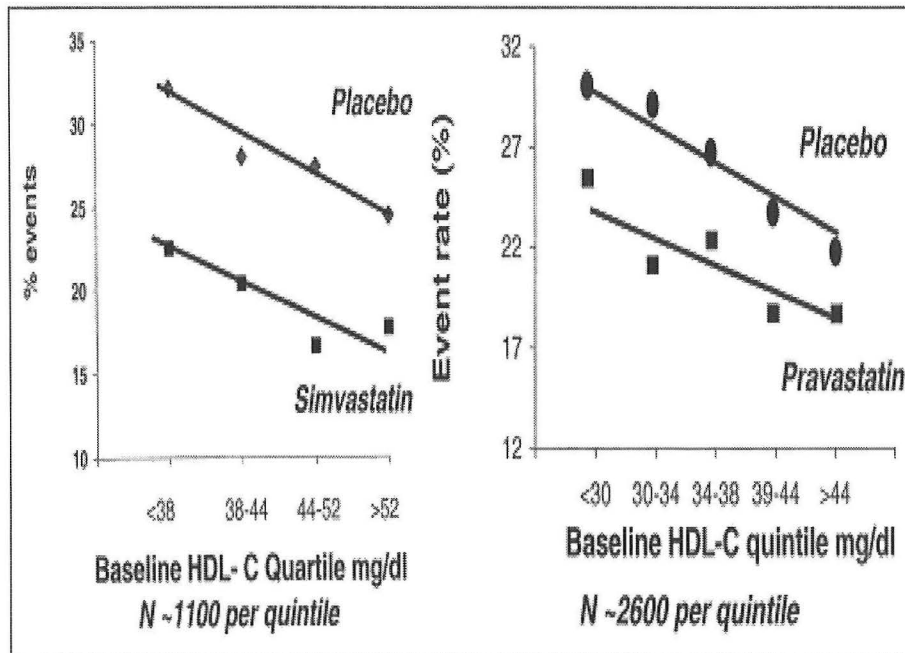 35
30
25
20
15
10
% events
Placebo
Simvastatin
<38 38-44 44-52 >52
Baseline HDL- C Quartile mg/dl
N ~1100 per quintile
32
27
22
17
12
Event rate (%)
Placebo
Pravastatin
<30 30-34 34-38 39-44 >44
Baseline HDL-C quintile mg/dl
N ~2600 per quintile